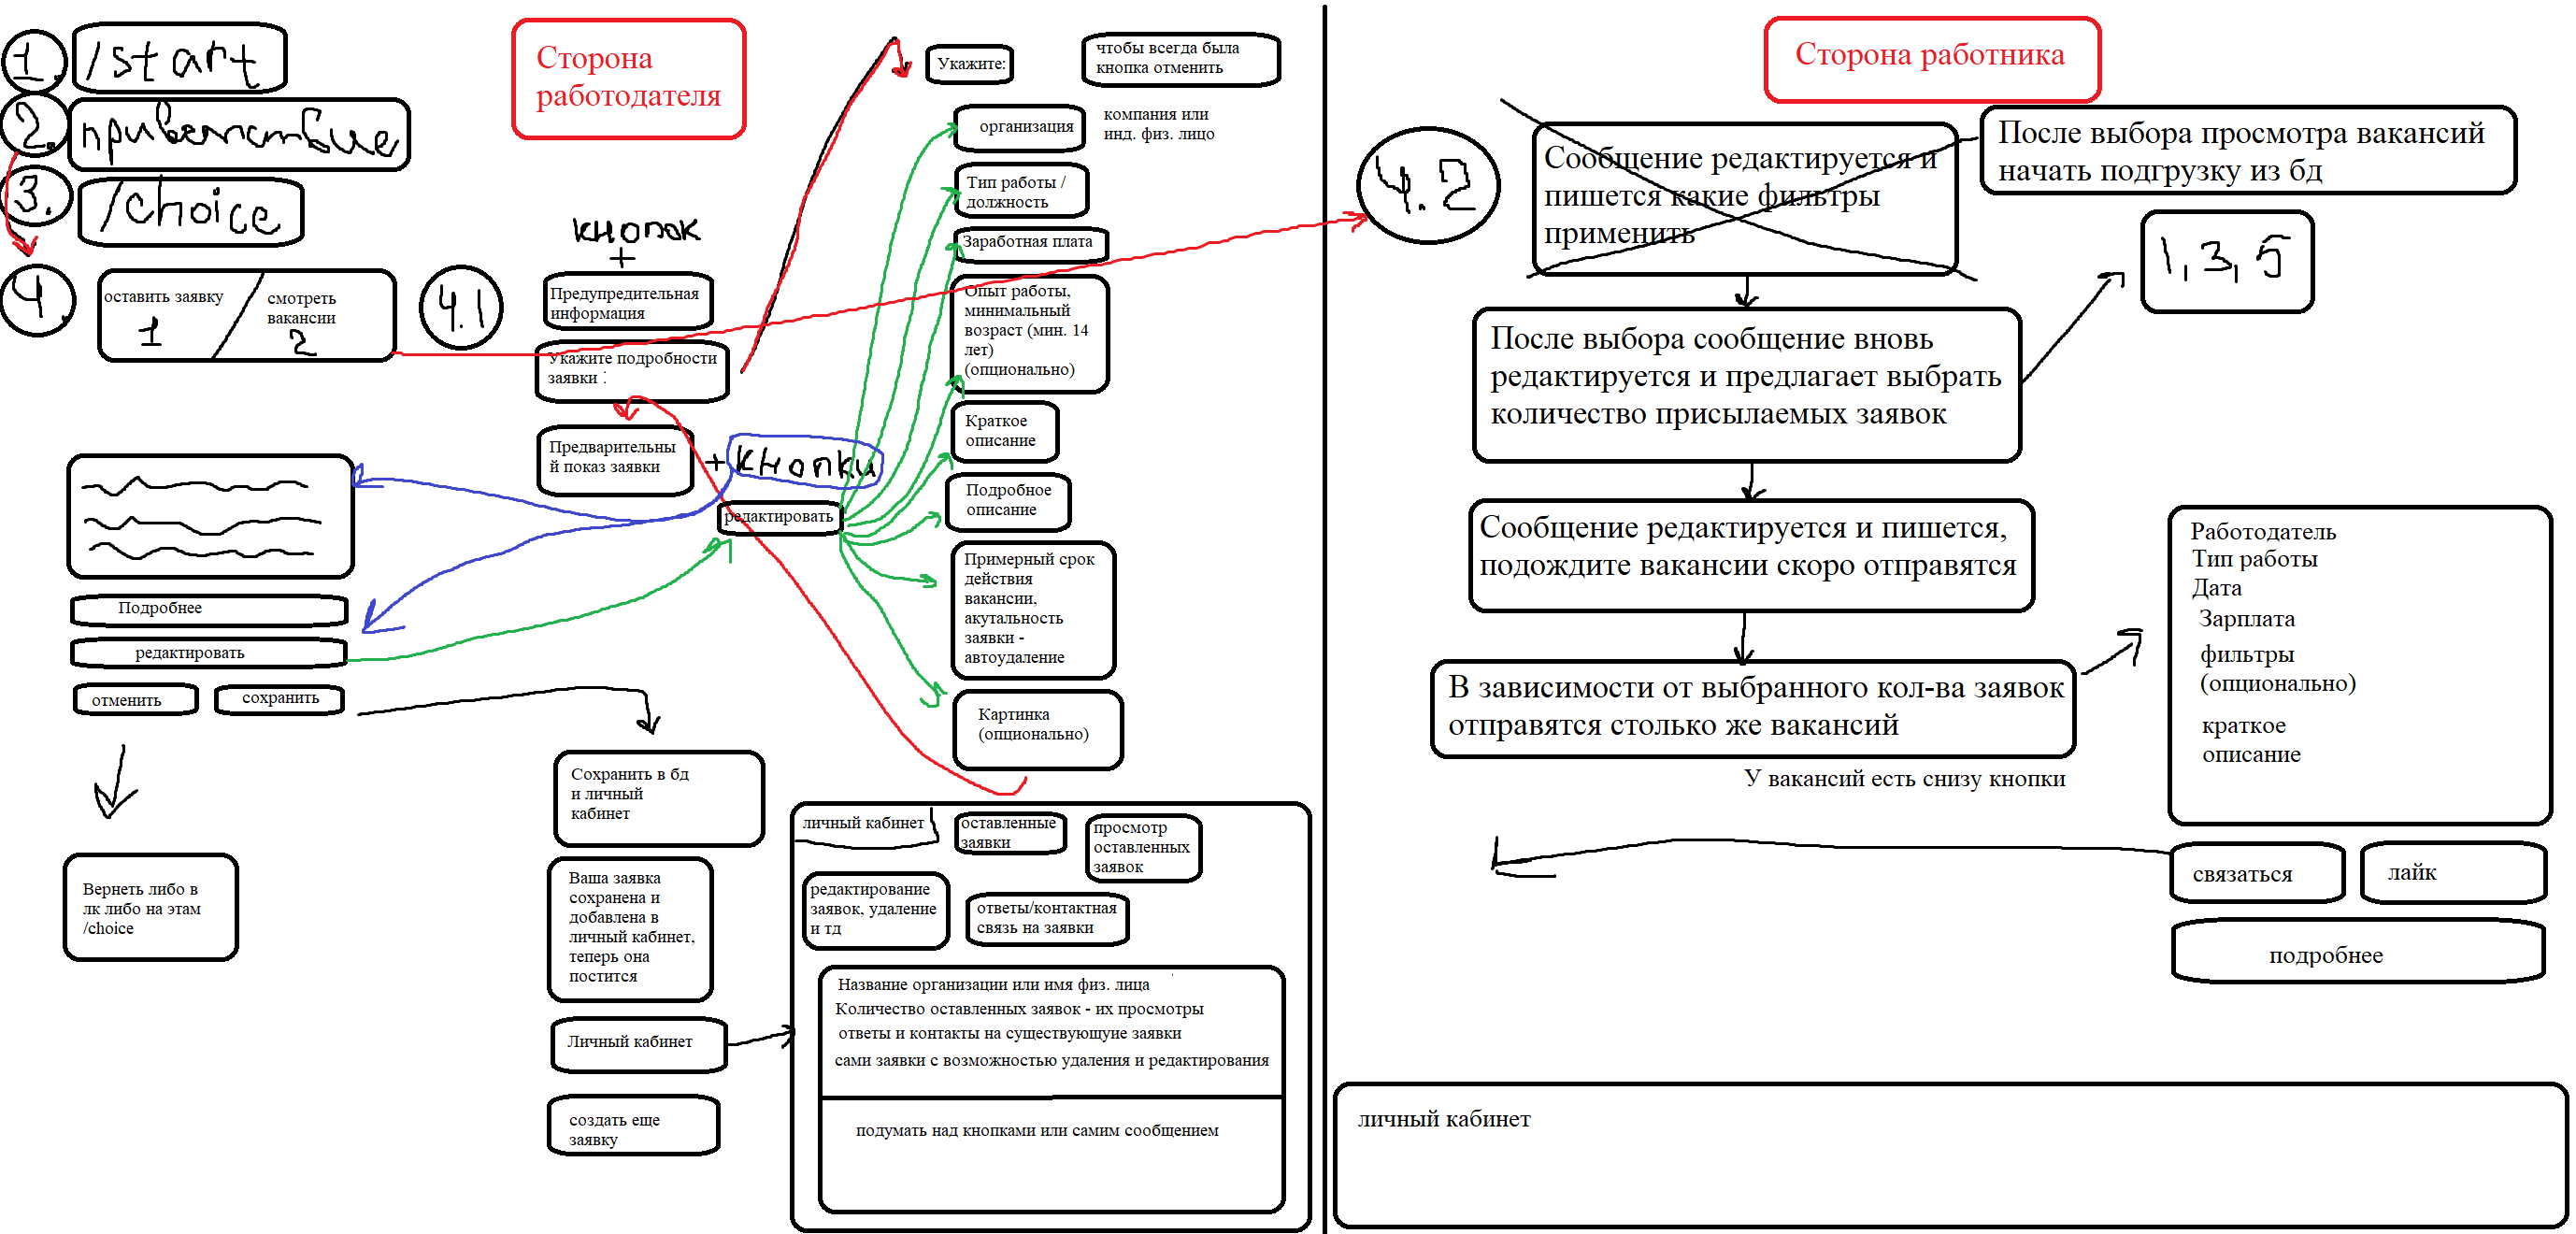 1.
/start
2.
приветствие
3.
/choice
4.
оставить заявку
1
смотреть
вакансии
2
Сторона
работодателя
4.1
кнопок
+
Предупредительная
информация
Укажите подробности
заявки :
Предварительны
й показ заявки
+ кнопки
редактировать
Подробнее
редактировать
отменить
сохранить
Вернеть либо в
лк либо на этам
/choice
Сохранить в бд
и личный
кабинет
Ваша заявка
сохранена и
добавлена в
личный кабинет,
теперь она
постится
Личный кабинет
создать еще
заявку
Укажите:
чтобы всегда была
кнопка отменить
организация
компания или
инд. физ. лицо
Тип работы /
должность
Заработная плата
Опыт работы,
минимальный
возраст (мин. 14
лет)
(опционально)
Краткое
описание
Подробное
описание
Примерный срок
действия
вакансии,
акутальность
заявки -
автоудаление
Картинка
(опционально)
личный кабинет
оставленные
заявки
просмотр
оставленных
заявок
редактирование
заявок, удаление
и тд
ответы/контактная
связь на заявки
Название организации или имя физ. лица
Количество оставленных заявок - их просмотры
ответы и контакты на существующуие заявки
сами заявки с возможностью удаления и редактирования
подумать над кнопками или самим сообщением
Сторона работника
4.2
Сообщение редактируется и
пишется какие фильтры
применить
После выбора просмотра вакансий
начать подгрузку из бд
1, 3, 5
После выбора сообщение вновь
редактируется и предлагает выбрать
количество присылаемых заявок
Сообщение редактируется и пишется,
подождите вакансии скоро отправятся
В зависимости от выбранного кол-ва заявок
отправятся столько же вакансий
У вакансий есть снизу кнопки
Работодатель
Тип работы
Дата
Зарплата
фильтры
(опционально)
краткое
описание
связаться
лайк
подробнее
личный кабинет